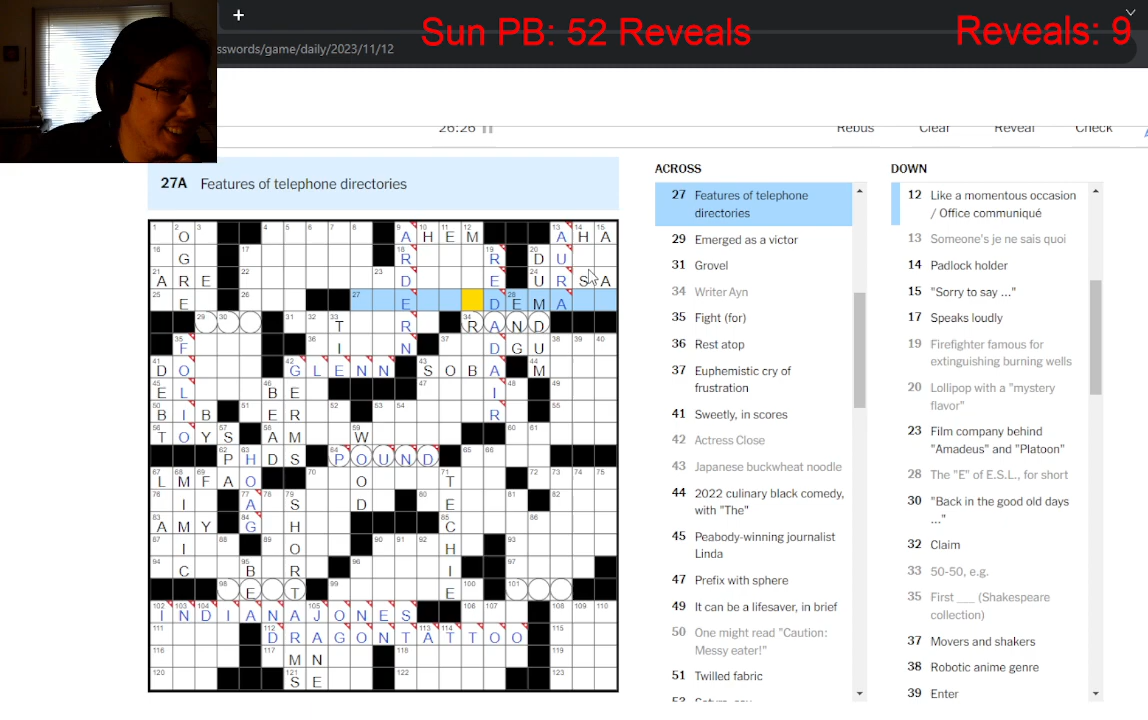 Sun PB: 52 Reveals
Reveals: 9
+
sswords/game/daily/2023/11/12
26:26
Rebus Clear Reveal Check
27A Features of telephone directories
ACROSS
27 Features of telephone directories
29 Emerged as a victor
31 Grovel
34 Writer Ayn
35 Fight (for)
36 Rest atop
37 Euphemistic cry of frustration
41 Sweetly, in scores
42 Actress Close
43 Japanese buckwheat noodle
44 2022 culinary black comedy, with "The"
45 Peabody-winning journalist Linda
47 Prefix with sphere
49 It can be a lifesaver, in brief
50 One might read "Caution: Messy eater!"
51 Twilled fabric
DOWN
12 Like a momentous occasion / Office communiqué
13 Someone's je ne sais quoi
14 Padlock holder
15 "Sorry to say ..."
17 Speaks loudly
19 Firefighter famous for extinguishing burning wells
20 Lollipop with a "mystery flavor"
23 Film company behind "Amadeus" and "Platoon"
28 The "E" of E.S.L., for short
30 "Back in the good old days ..."
32 Claim
33 50-50, e.g.
35 First ___ (Shakespeare collection)
37 Movers and shakers
38 Robotic anime genre
39 Enter